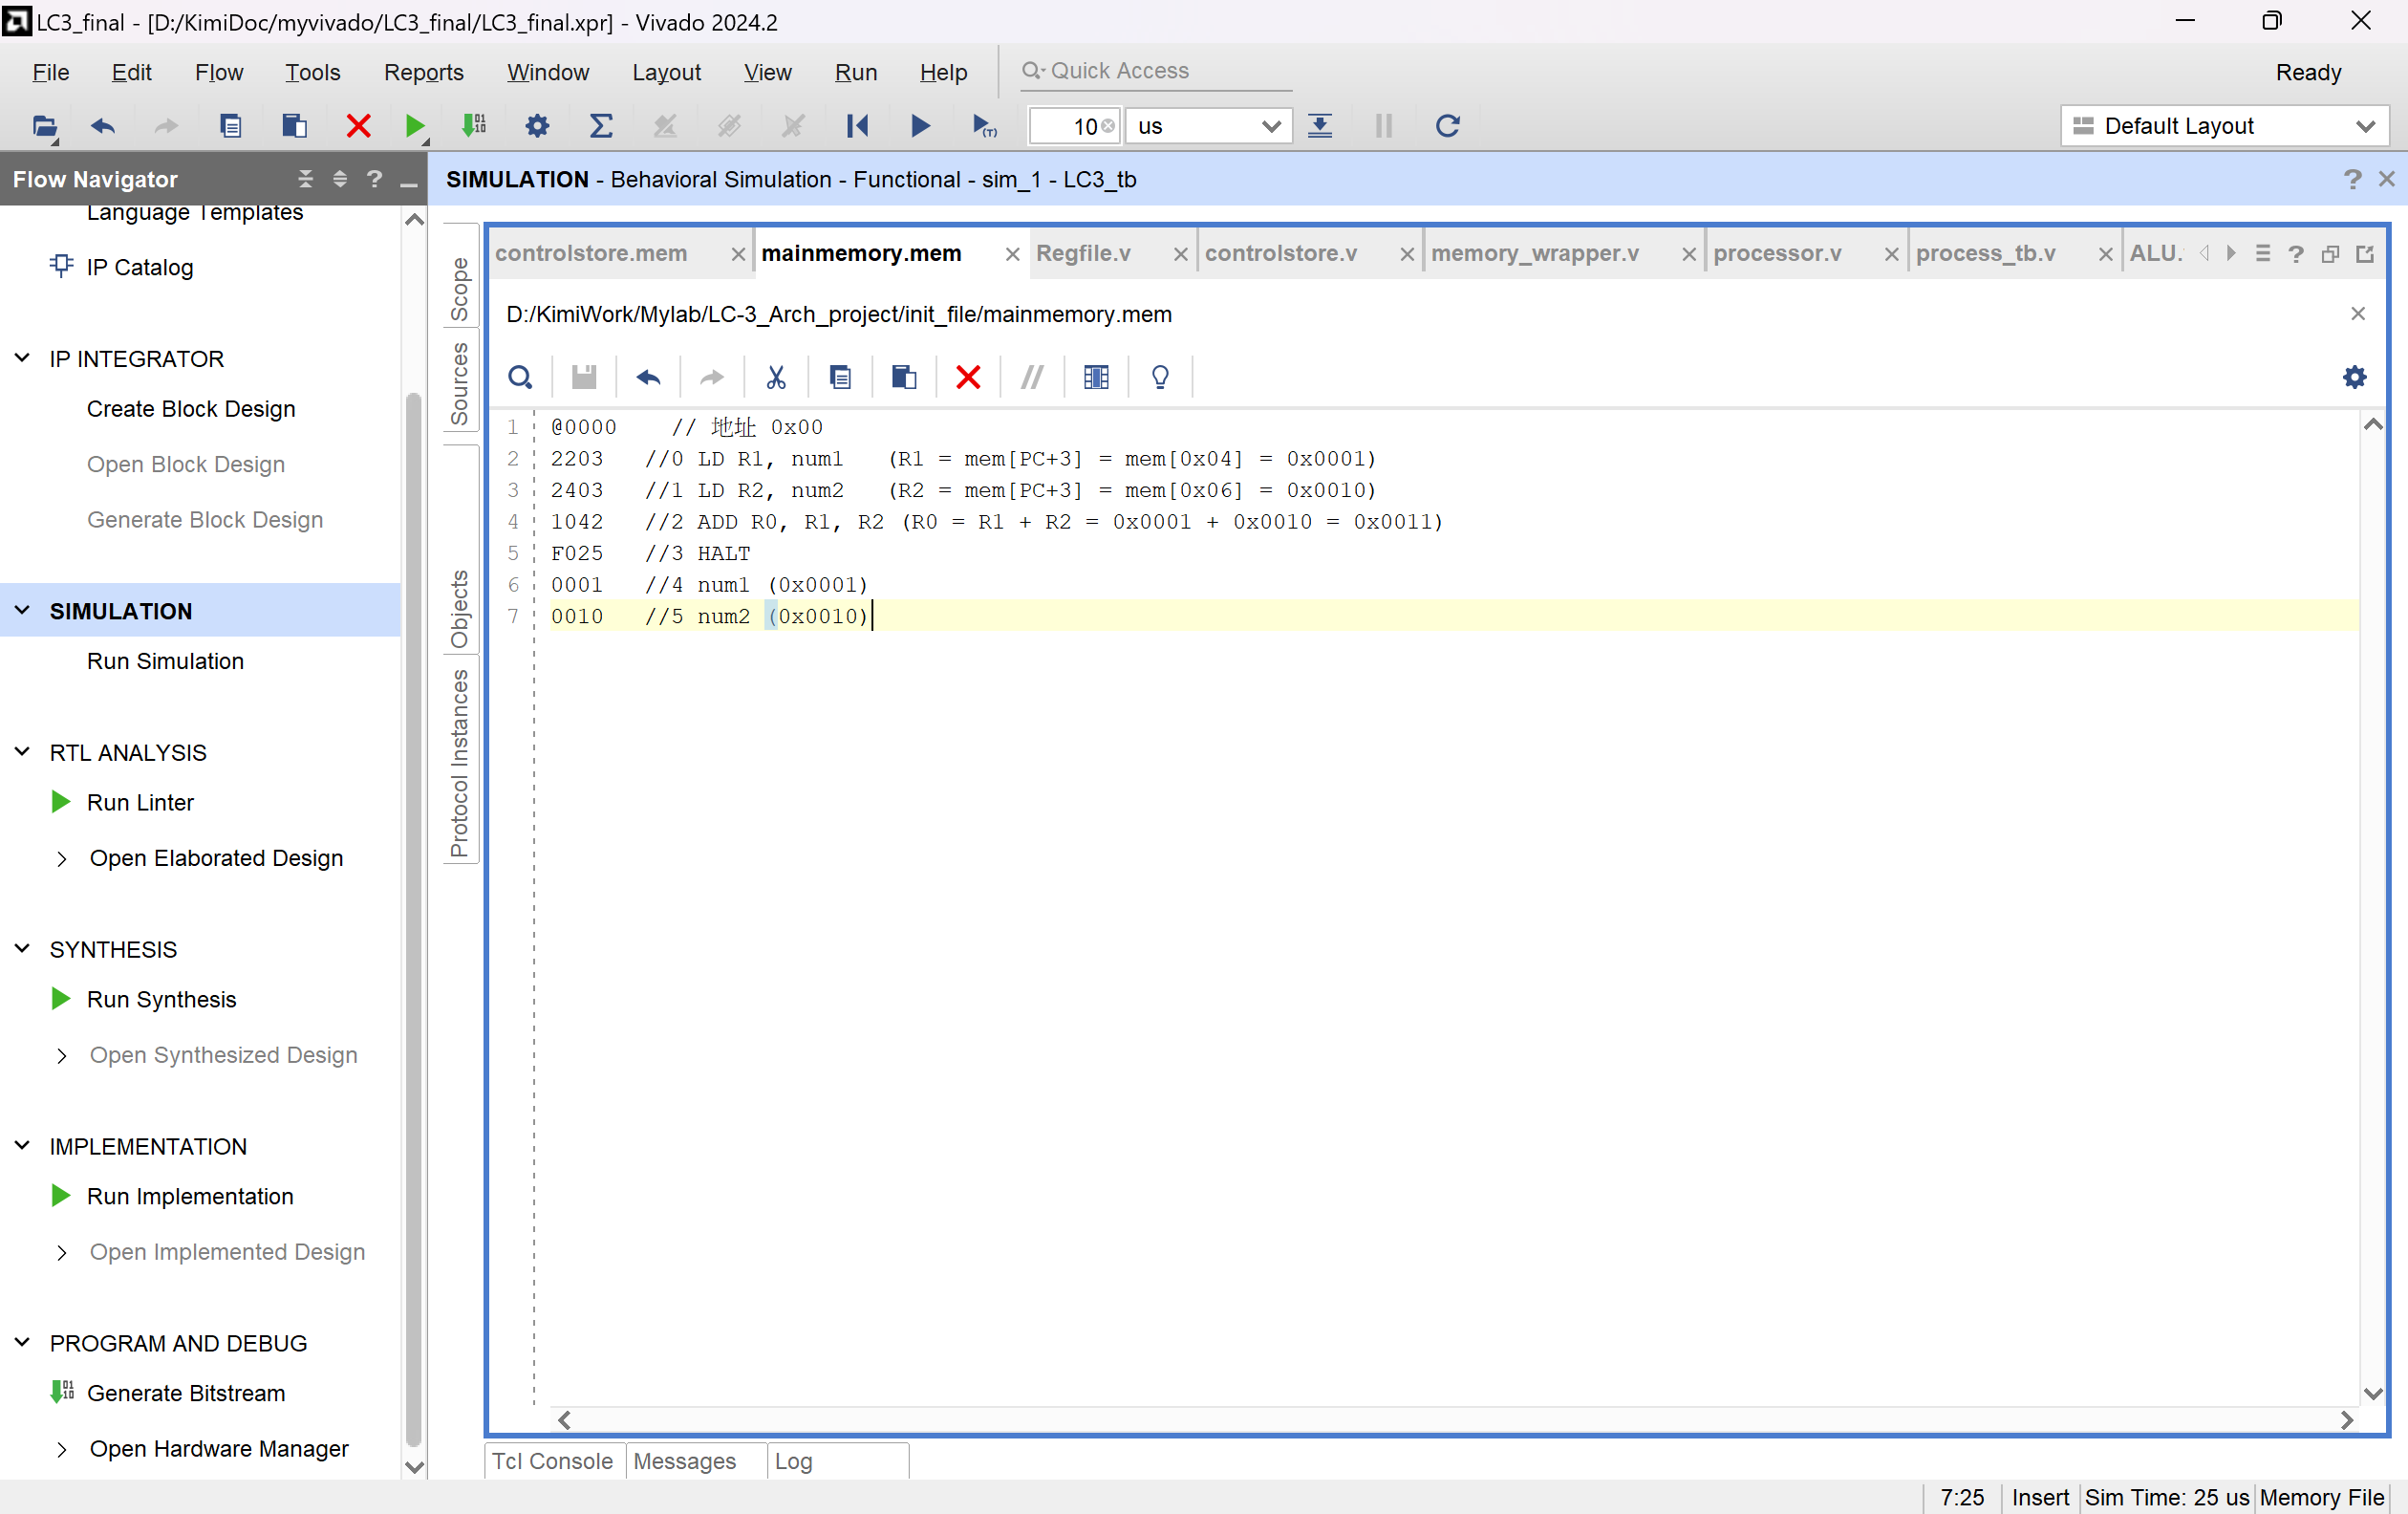 LC3_final - [D:/KimiDoc/myvivado/LC3_final/LC3_final.xpr] - Vivado 2024.2
File Edit Flow Tools Reports Window Layout View Run Help Quick Access Ready
10 us Default Layout
Flow Navigator
SIMULATION - Behavioral Simulation - Functional - sim_1 - LC3_tb
Language Templates
IP Catalog
IP INTEGRATOR
Create Block Design
Open Block Design
Generate Block Design
SIMULATION
Run Simulation
RTL ANALYSIS
Run Linter
Open Elaborated Design
SYNTHESIS
Run Synthesis
Open Synthesized Design
IMPLEMENTATION
Run Implementation
Open Implemented Design
PROGRAM AND DEBUG
Generate Bitstream
Open Hardware Manager
Scope
Sources
Objects
Protocol Instances
controlstore.mem mainmemory.mem Regfile.v controlstore.v memory_wrapper.v processor.v process_tb.v ALU.
D:/KimiWork/Mylab/LC-3_Arch_project/init_file/mainmemory.mem
1 @0000 // 地址 0x00
2 2203 //0 LD R1, num1 (R1 = mem[PC+3] = mem[0x04] = 0x0001)
3 2403 //1 LD R2, num2 (R2 = mem[PC+3] = mem[0x06] = 0x0010)
4 1042 //2 ADD R0, R1, R2 (R0 = R1 + R2 = 0x0001 + 0x0010 = 0x0011)
5 F025 //3 HALT
6 0001 //4 num1 (0x0001)
7 0010 //5 num2 (0x0010)
Tcl Console Messages Log
7:25 Insert Sim Time: 25 us Memory File